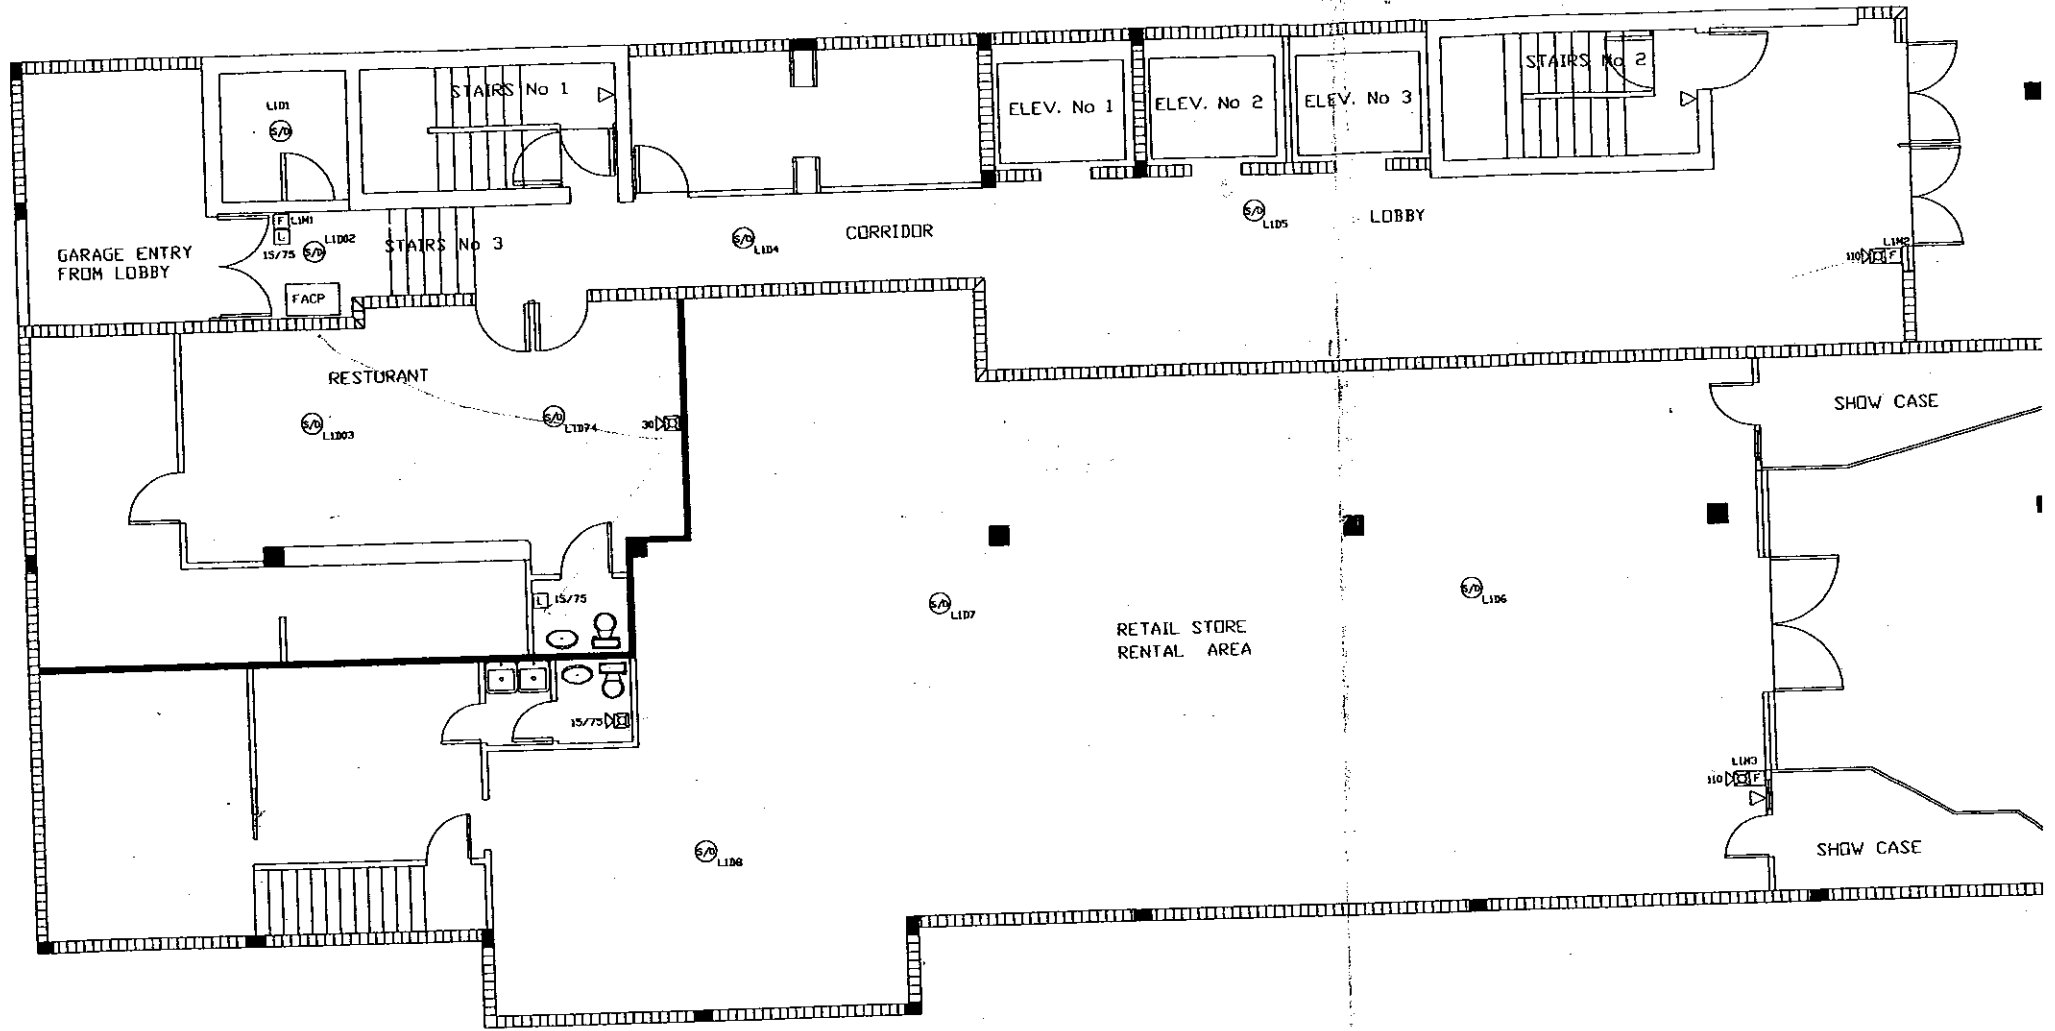 STAIRS No 1
STAIRS No 2
L1D1
S/D
ELEV. No 1
ELEV. No 2
ELEV. No 3
F L1M1
L
15/75
S/D L1D02
STAIRS No 3
S/D L1D4
CORRIDOR
S/D L1D5
LOBBY
GARAGE ENTRY
FROM LOBBY
FACP
L1M2
110 F
RESTURANT
S/D L1D03
S/D L1D74
30
SHOW CASE
L 15/75
S/D L1D7
S/D L1D6
RETAIL STORE
RENTAL AREA
15/75
L1M3
110 F
S/D L1D8
SHOW CASE